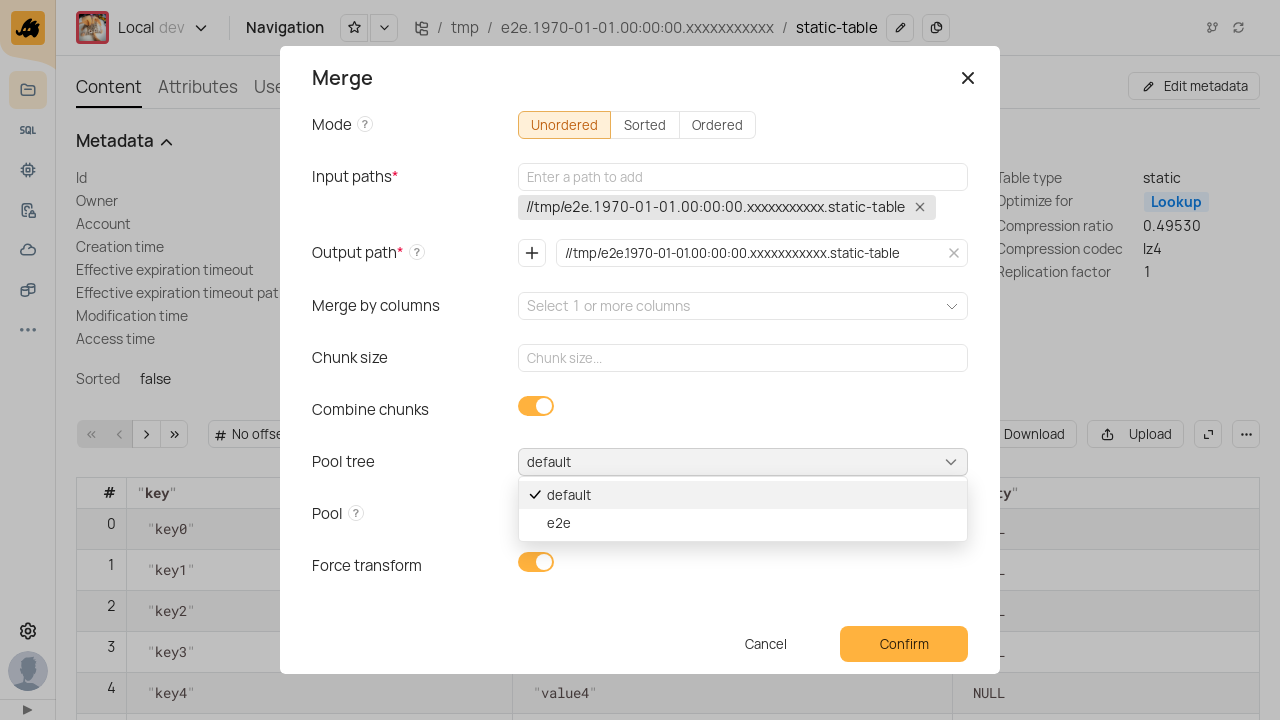 Local dev
Navigation
/ tmp / e2e.1970-01-01.00:00:00.xxxxxxxxxxx / static-table
Content Attributes Use
Edit metadata
SQL
Metadata
Id
Owner
Account
Creation time
Effective expiration timeout
Effective expiration timeout pat
Modification time
Access time
Sorted false
Table type static
Optimize for Lookup
Compression ratio 0.49530
Compression codec lz4
Replication factor 1
Merge
Mode ? Unordered Sorted Ordered
Input paths* Enter a path to add
//tmp/e2e.1970-01-01.00:00:00.xxxxxxxxxxx.static-table
Output path* ? //tmp/e2e.1970-01-01.00:00:00.xxxxxxxxxxx.static-table
Merge by columns Select 1 or more columns
Chunk size Chunk size...
Combine chunks
Pool tree default
default
e2e
Pool ?
Force transform
Cancel Confirm
# No offse
Download Upload
# "key"
0 "key0"
1 "key1"
2 "key2"
3 "key3"
4 "key4" "value4" NULL